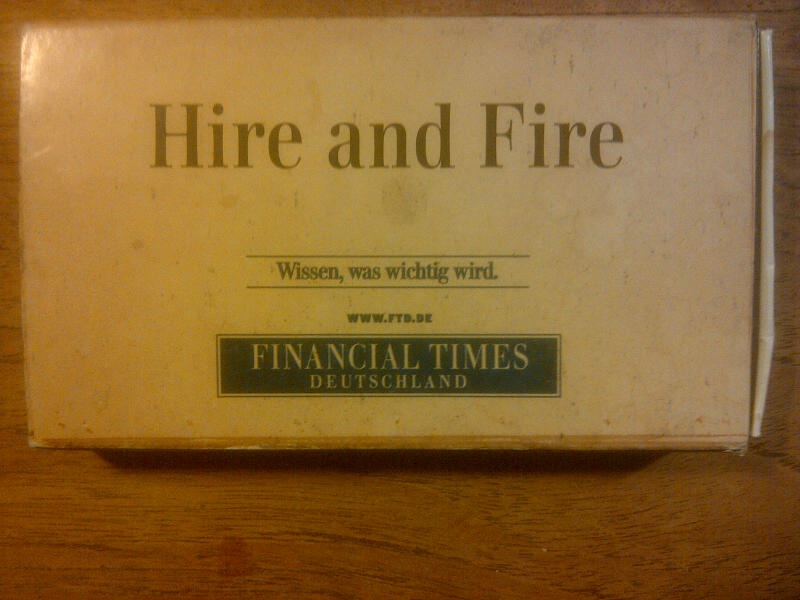 Hire and Fire
Wissen, was wichtig wird.
WWW.FTD.DE
FINANCIAL TIMES
DEUTSCHLAND